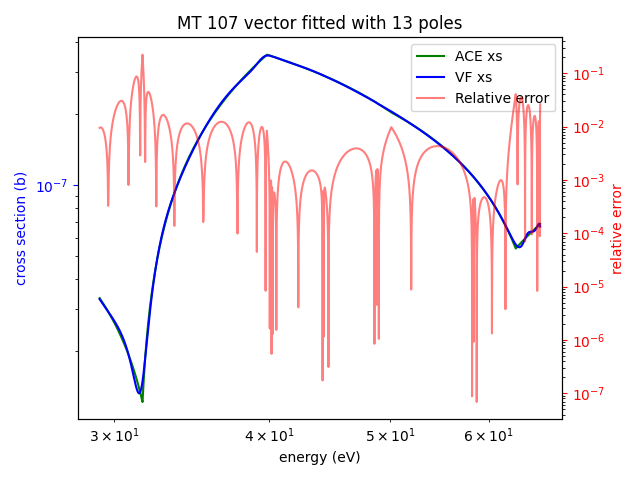 MT 107 vector fitted with 13 poles
ACE xs
VF xs
Relative error
cross section (b)
10⁻⁷
10⁻¹
10⁻²
10⁻³
10⁻⁴
10⁻⁵
10⁻⁶
10⁻⁷
relative error
3 × 10¹ 4 × 10¹ 5 × 10¹ 6 × 10¹
energy (eV)